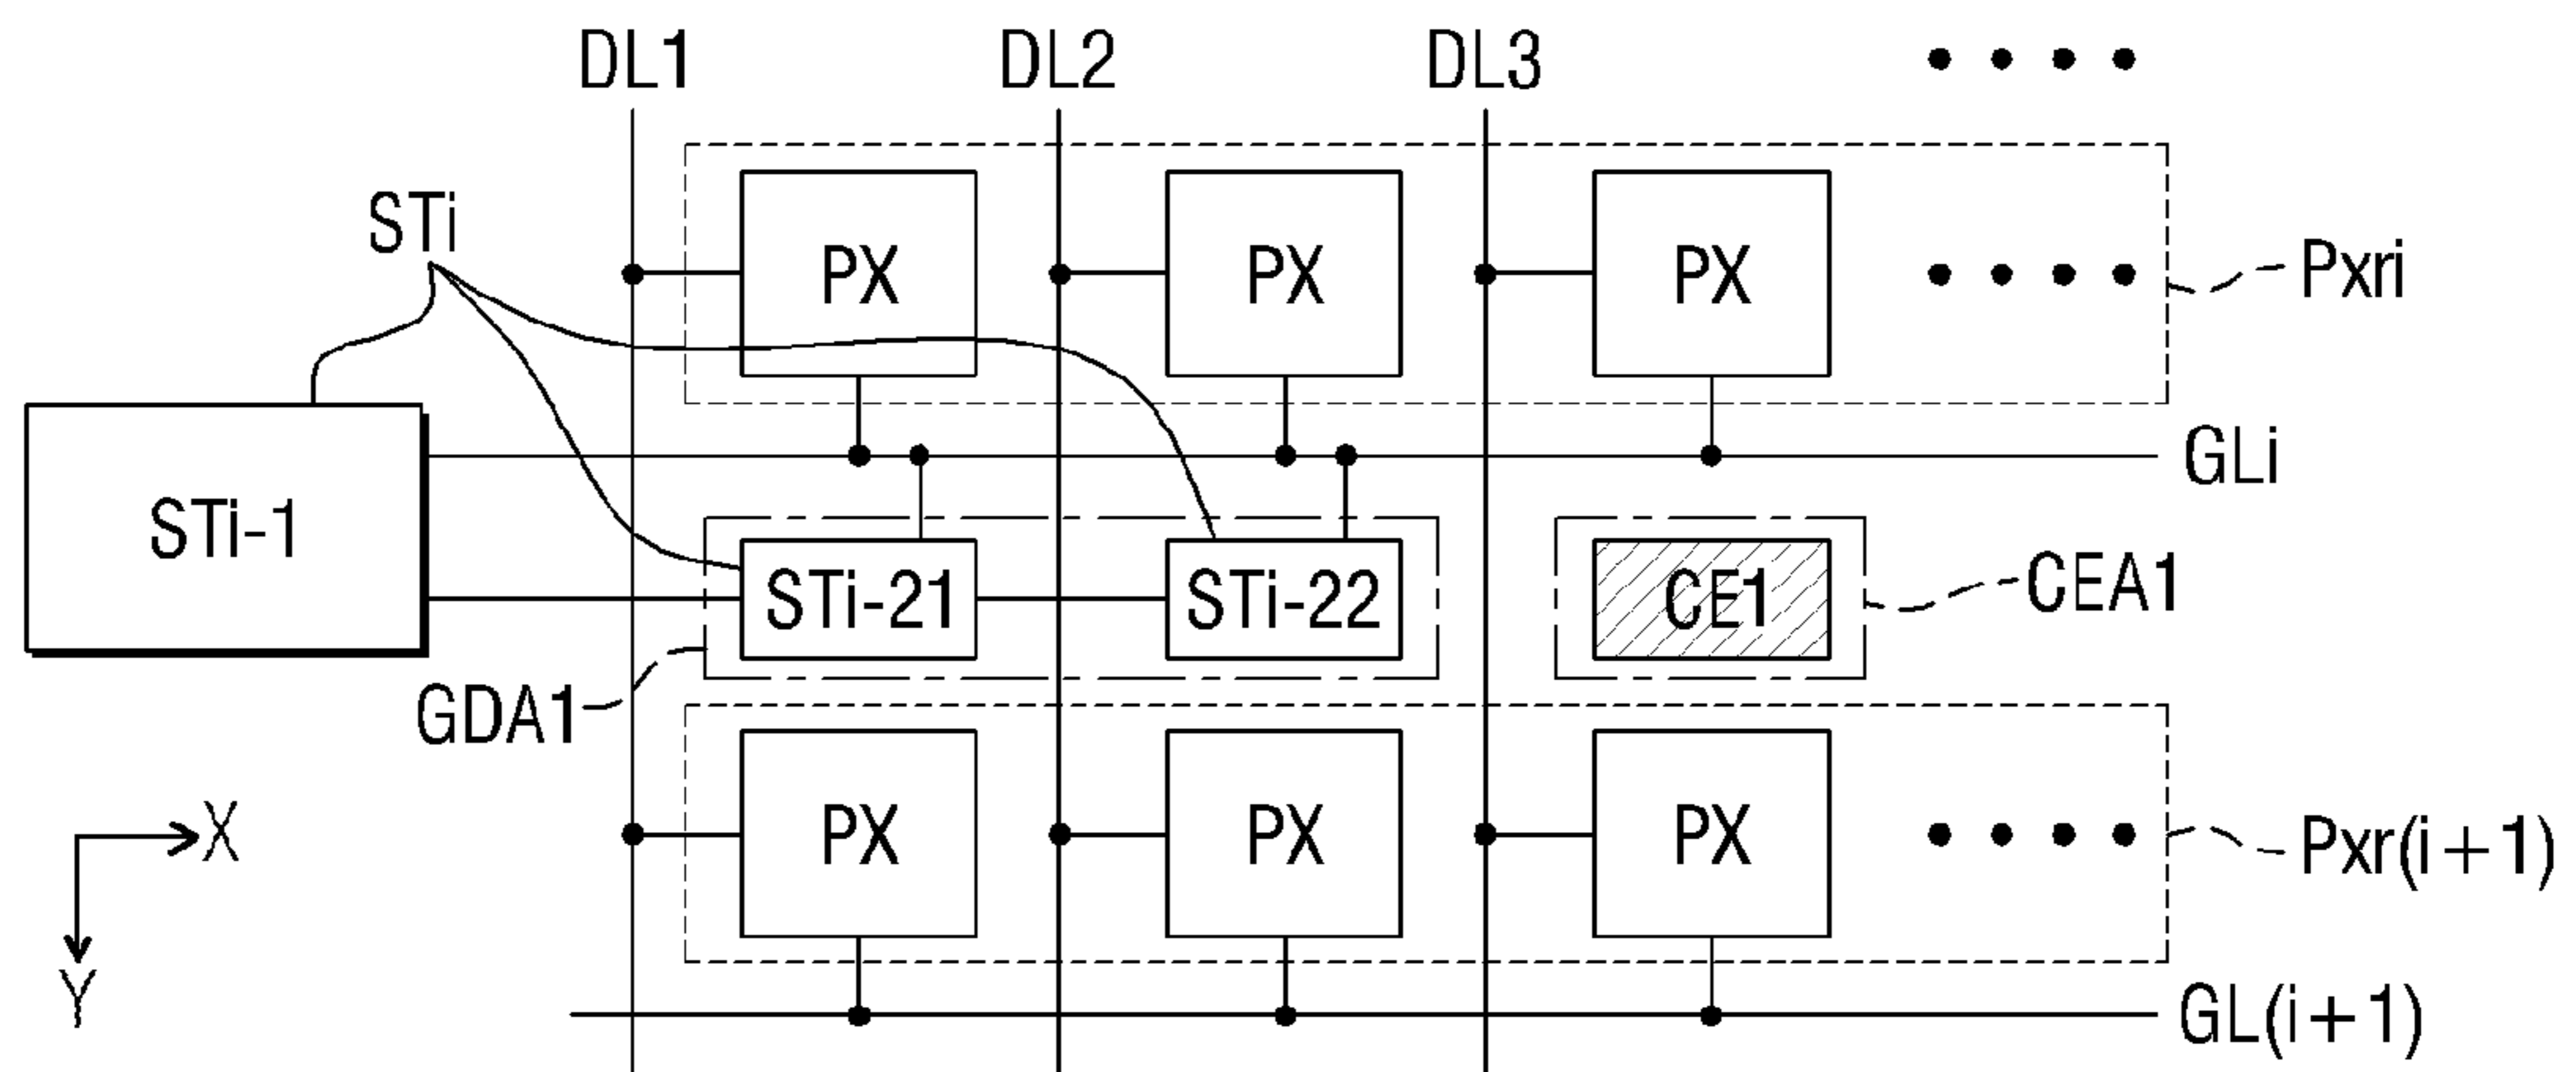 DL1 DL2 DL3
STi
PX PX PX Pxri
GLi
STi-1
STi-21 STi-22 CE1 CEA1
GDA1
PX PX PX Pxr(i+1)
X
Y
GL(i+1)